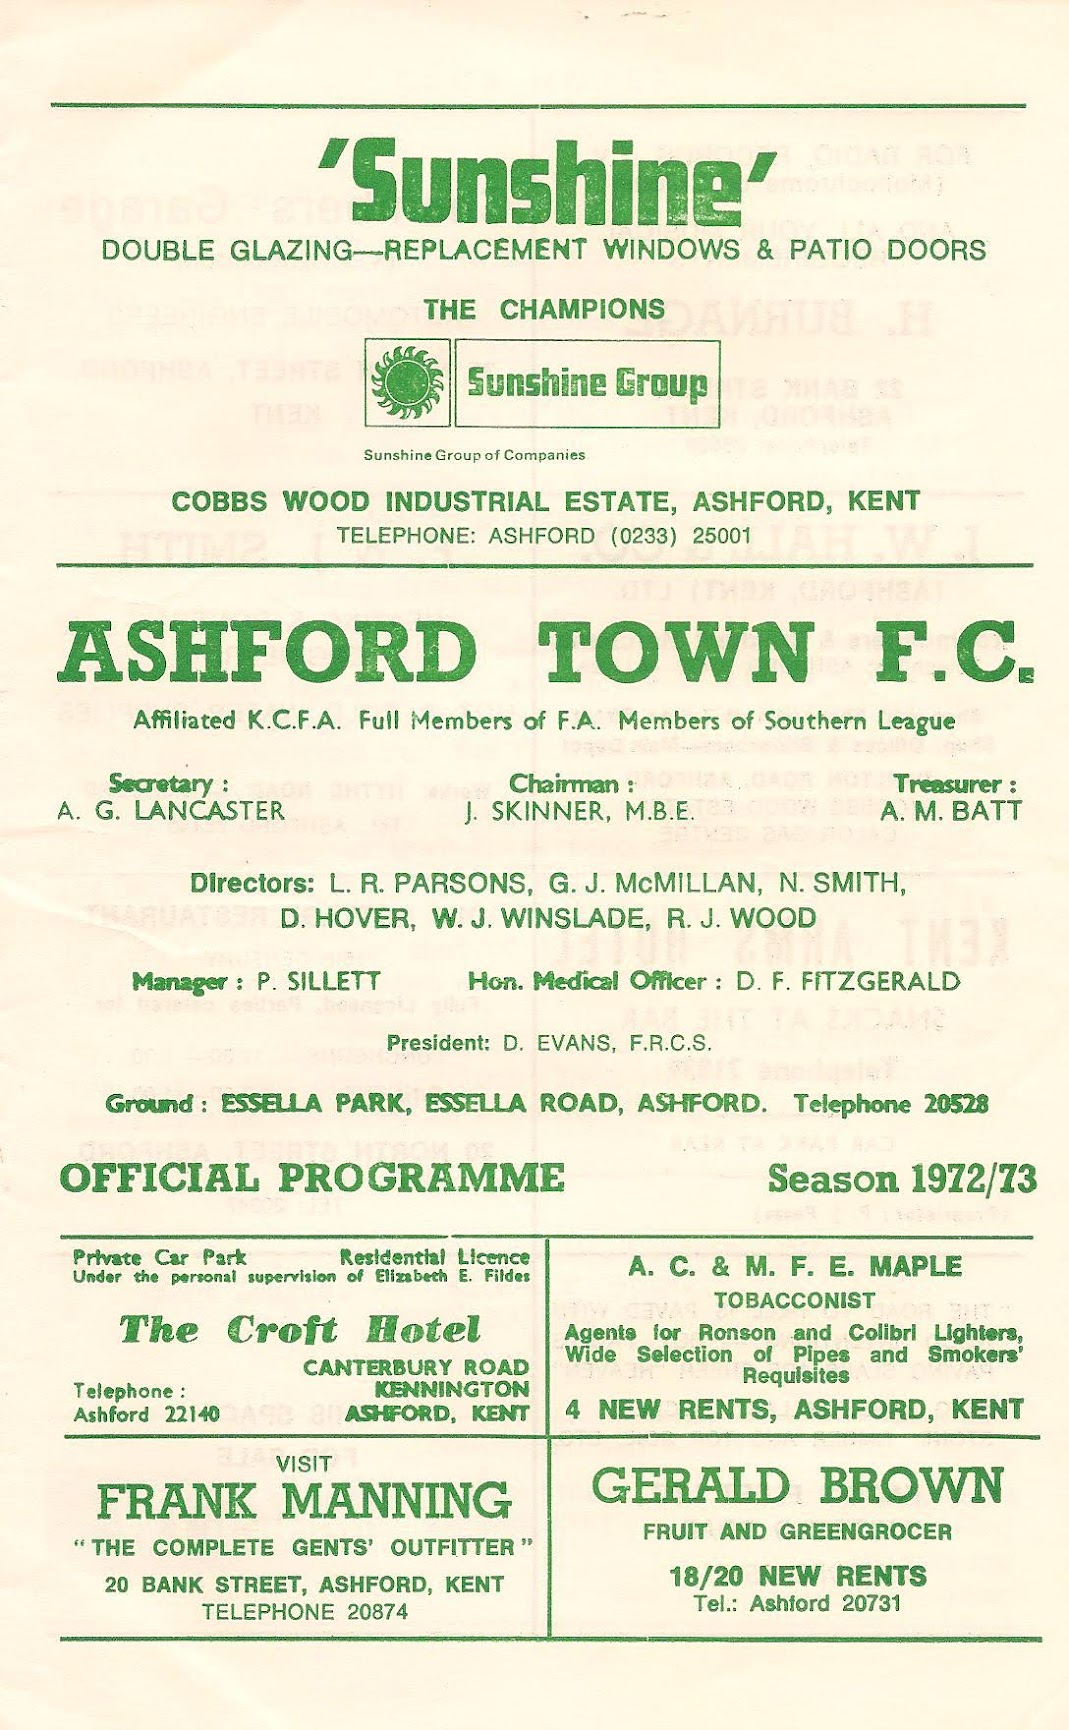 'Sunshine'
DOUBLE GLAZING—REPLACEMENT WINDOWS & PATIO DOORS
THE CHAMPIONS
Sunshine Group
Sunshine Group of Companies
COBBS WOOD INDUSTRIAL ESTATE, ASHFORD, KENT
TELEPHONE: ASHFORD (0233) 25001
ASHFORD TOWN F.C.
Affiliated K.C.F.A. Full Members of F.A. Members of Southern League
Secretary : Chairman : Treasurer :
A. G. LANCASTER J. SKINNER, M.B.E. A. M. BATT
Directors: L. R. PARSONS, G. J. McMILLAN, N. SMITH,
D. HOVER, W. J. WINSLADE, R. J. WOOD
Manager : P. SILLETT Hon. Medical Officer : D. F. FITZGERALD
President: D. EVANS, F.R.C.S.
Ground : ESSELLA PARK, ESSELLA ROAD, ASHFORD. Telephone 20528
OFFICIAL PROGRAMME Season 1972/73
Private Car Park Residential Licence
Under the personal supervision of Elizabeth E. Fildes
The Croft Hotel
CANTERBURY ROAD
Telephone : KENNINGTON
Ashford 22140 ASHFORD, KENT
A. C. & M. F. E. MAPLE
TOBACCONIST
Agents for Ronson and Colibri Lighters,
Wide Selection of Pipes and Smokers'
Requisites
4 NEW RENTS, ASHFORD, KENT
VISIT
FRANK MANNING
"THE COMPLETE GENTS' OUTFITTER"
20 BANK STREET, ASHFORD, KENT
TELEPHONE 20874
GERALD BROWN
FRUIT AND GREENGROCER
18/20 NEW RENTS
Tel.: Ashford 20731